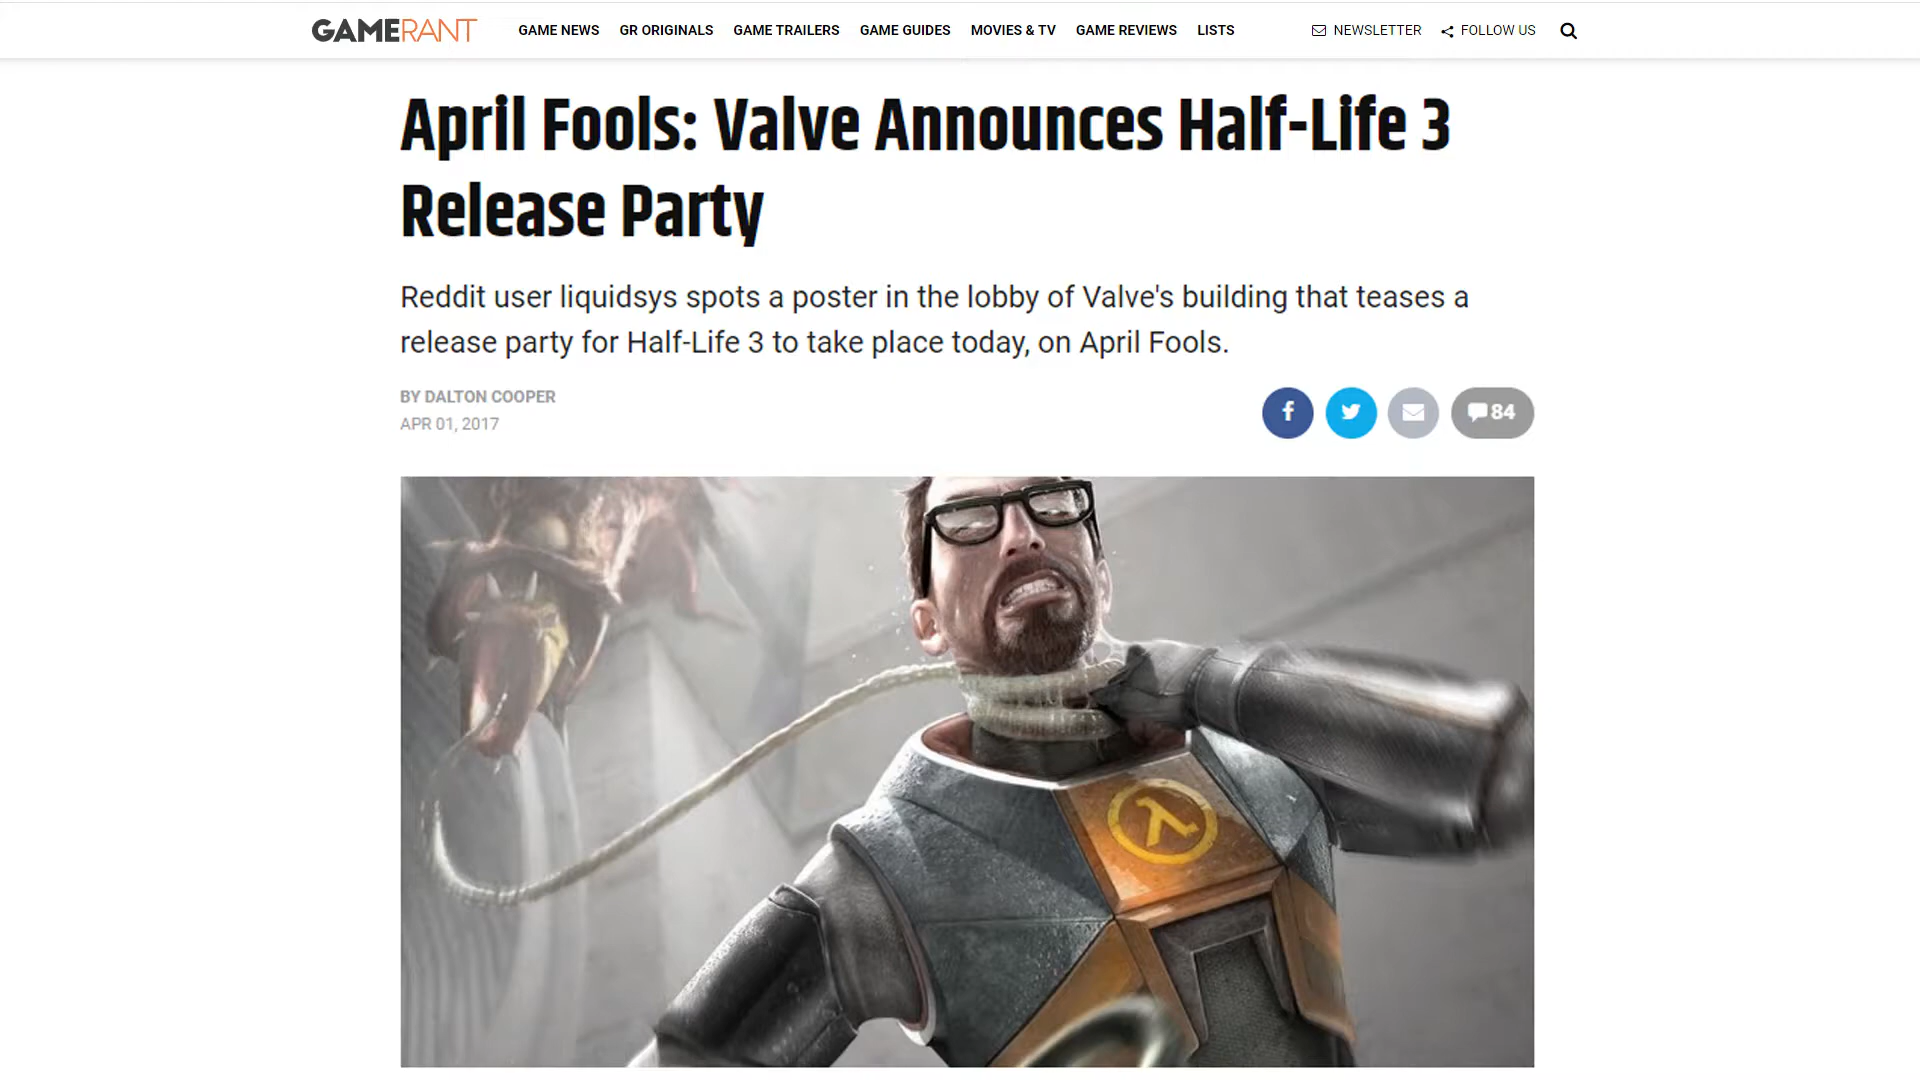 GAMERANT
GAME NEWS GR ORIGINALS GAME TRAILERS GAME GUIDES MOVIES & TV GAME REVIEWS LISTS NEWSLETTER FOLLOW US
April Fools: Valve Announces Half-Life 3
Release Party
Reddit user liquidsys spots a poster in the lobby of Valve's building that teases a
release party for Half-Life 3 to take place today, on April Fools.
BY DALTON COOPER
APR 01, 2017
84
λ